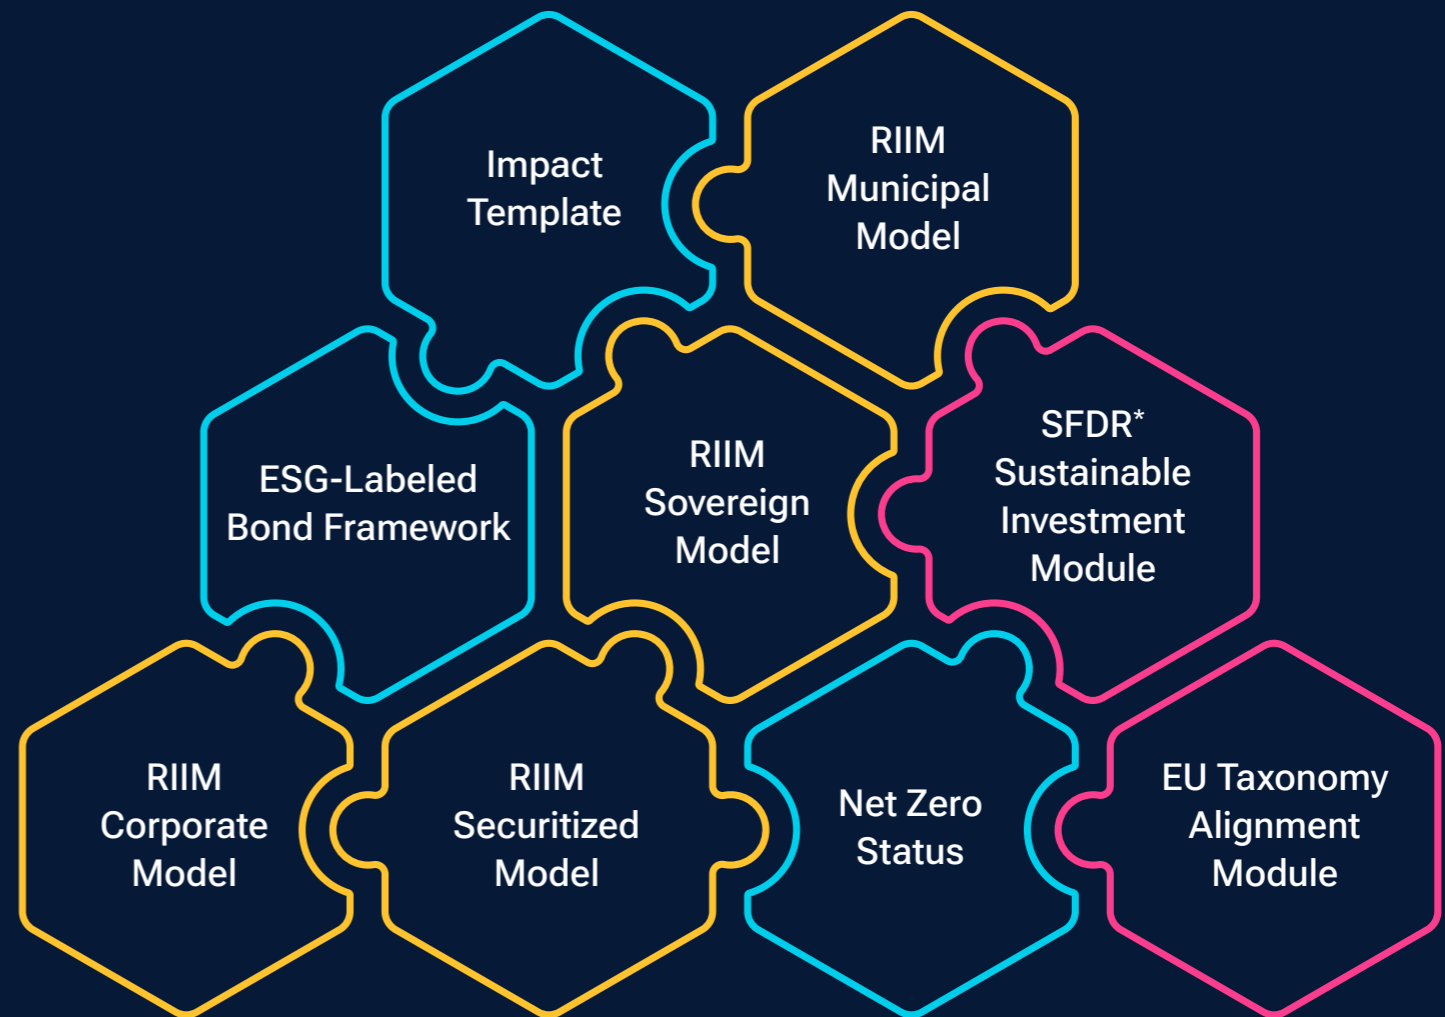 Impact
Template
RIIM
Municipal
Model
ESG-Labeled
Bond Framework
RIIM
Sovereign
Model
SFDR*
Sustainable
Investment
Module
RIIM
Corporate
Model
RIIM
Securitized
Model
Net Zero
Status
EU Taxonomy
Alignment
Module